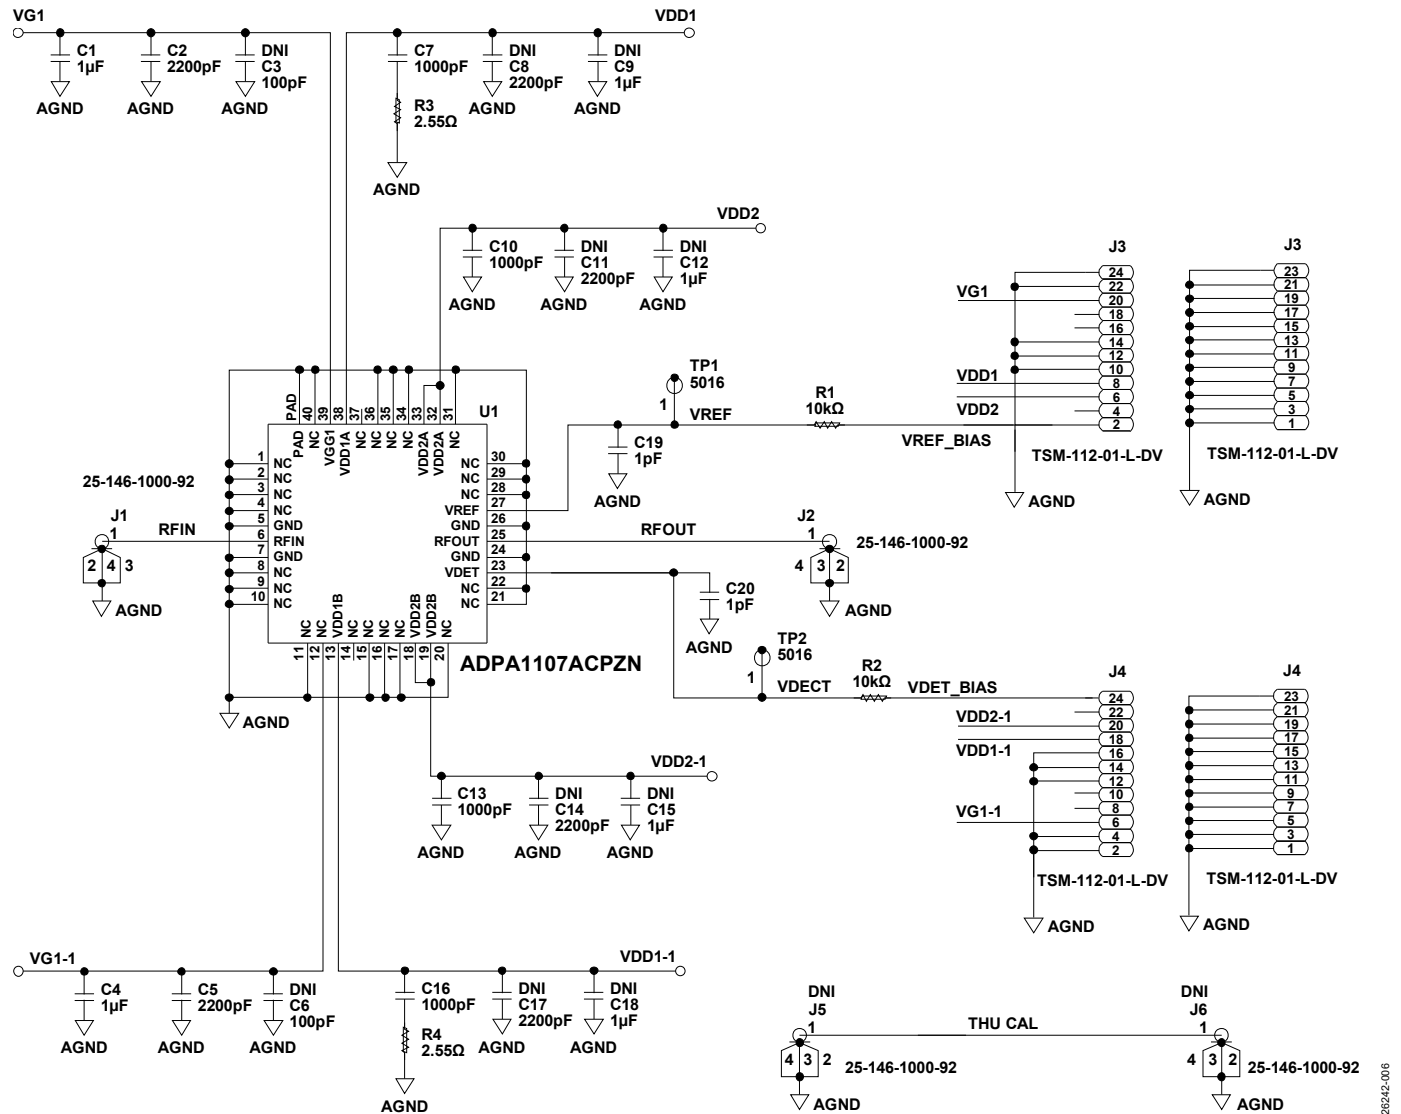 VG1
C1
1µF
AGND
C2
2200pF
AGND
DNI
C3
100pF
AGND
VDD1
C7
1000pF
R3
2.55Ω
AGND
DNI
C8
2200pF
AGND
DNI
C9
1µF
AGND
VDD2
C10
1000pF
AGND
DNI
C11
2200pF
AGND
DNI
C12
1µF
AGND
PAD
40
39
38
37
36
35
34
33
32
31
U1
PAD
NC
VGG1
VDD1A
NC
NC
NC
NC
VDD2A
VDD2A
NC
1 NC
2 NC
3 NC
4 NC
5 GND
6 RFIN
7 GND
8 NC
9 NC
10 NC
NC 30
NC 29
NC 28
VREF 27
GND 26
RFOUT 25
GND 24
VDET 23
NC 22
NC 21
NC
NC
VDD1B
NC
NC
NC
NC
VDD2B
VDD2B
NC
11
12
13
14
15
16
17
18
19
20
ADPA1107ACPZN
AGND
25-146-1000-92
J1
1
RFIN
2 4 3
AGND
TP1
5016
1
VREF
C19
1pF
AGND
R1
10kΩ
VREF_BIAS
RFOUT
J2
1
25-146-1000-92
4 3 2
AGND
C20
1pF
AGND
TP2
5016
1
VDECT
R2
10kΩ
VDET_BIAS
J3
24
22
VG1
20
18
16
14
12
10
VDD1
8
6
VDD2
4
2
TSM-112-01-L-DV
AGND
J3
23
21
19
17
15
13
11
9
7
5
3
1
TSM-112-01-L-DV
AGND
J4
24
22
VDD2-1
20
18
VDD1-1
16
14
12
10
8
VG1-1
6
4
2
TSM-112-01-L-DV
AGND
J4
23
21
19
17
15
13
11
9
7
5
3
1
TSM-112-01-L-DV
AGND
VDD2-1
C13
1000pF
AGND
DNI
C14
2200pF
AGND
DNI
C15
1µF
AGND
VG1-1
C4
1µF
AGND
C5
2200pF
AGND
DNI
C6
100pF
AGND
VDD1-1
C16
1000pF
R4
2.55Ω
AGND
DNI
C17
2200pF
AGND
DNI
C18
1µF
AGND
DNI
J5
1
4 3 2
25-146-1000-92
AGND
THU CAL
DNI
J6
1
4 3 2
25-146-1000-92
AGND
26242-006